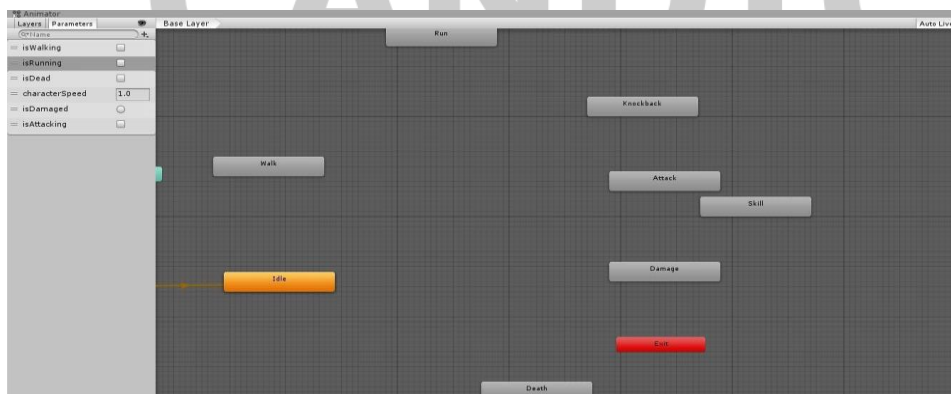 Animator
Layers Parameters
Base Layer
Auto Live
Name
isWalking
isRunning
isDead
characterSpeed 1.0
isDamaged
isAttacking
Run
Knockback
Walk
Attack
Skill
Damage
Idle
Exit
Death